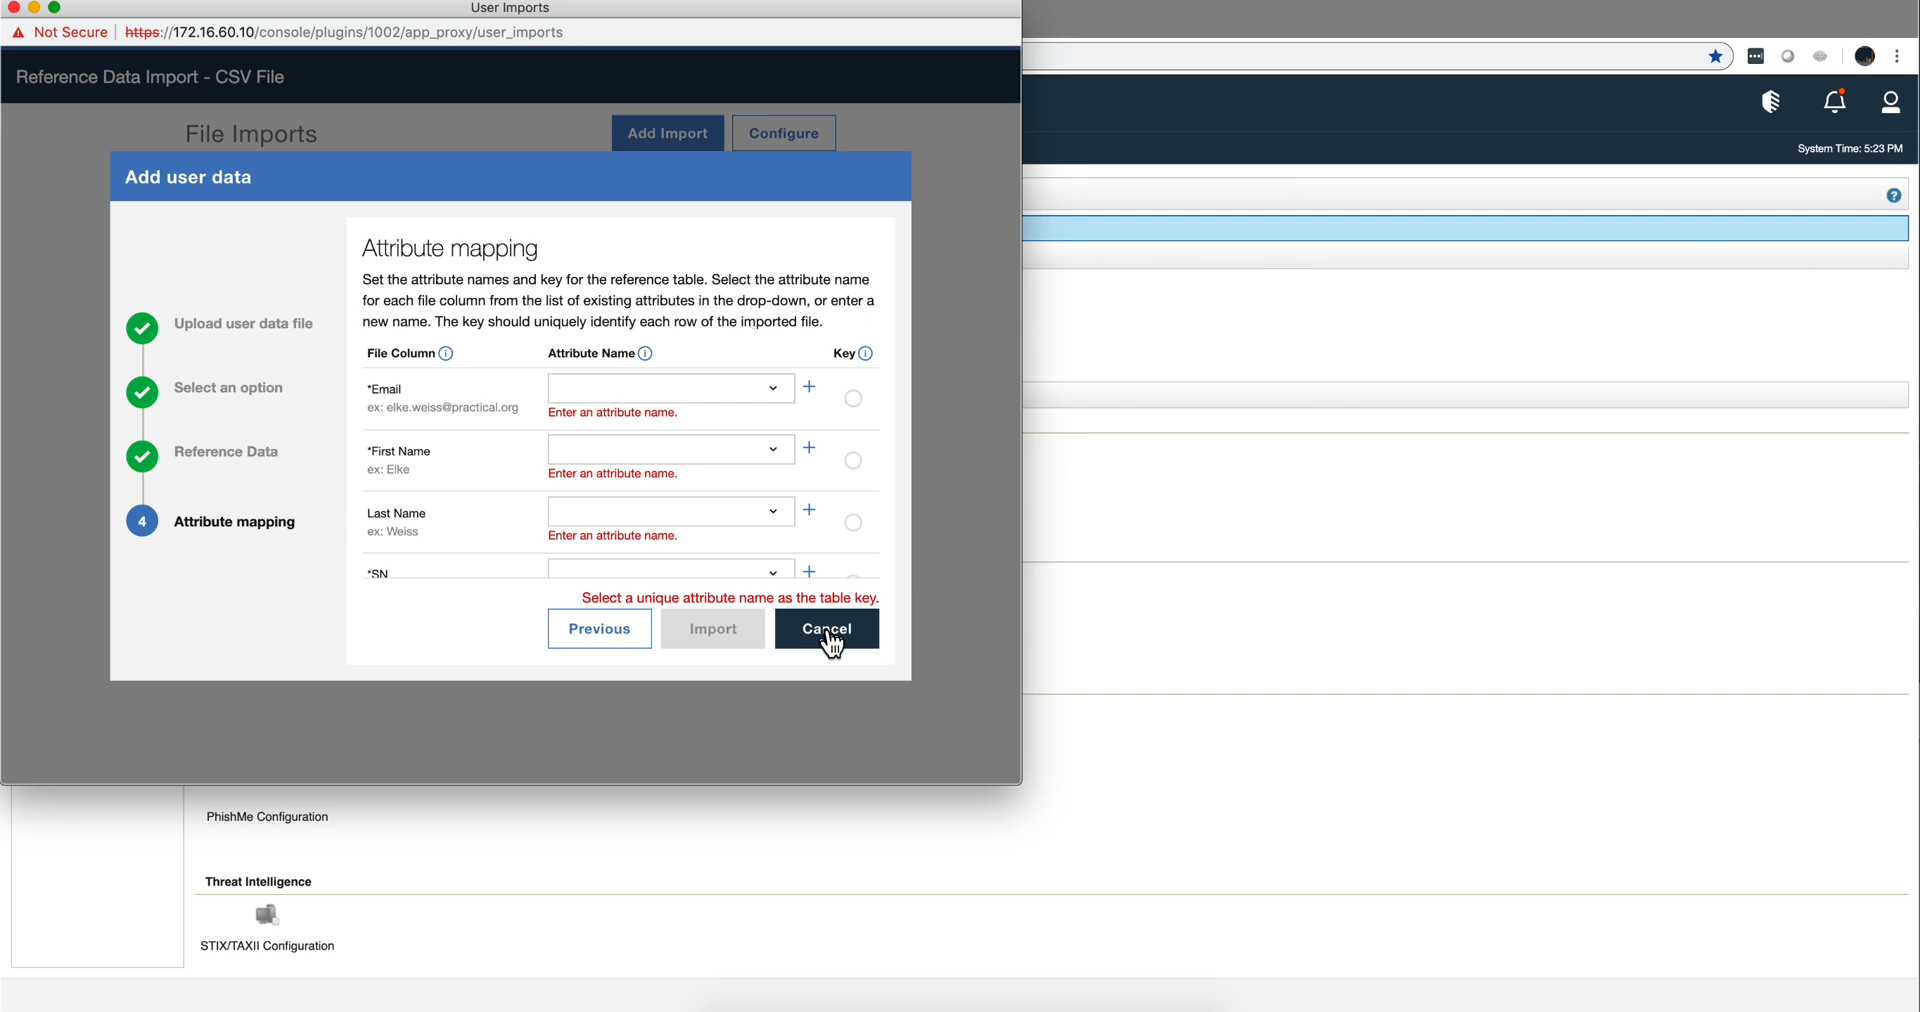 User Imports
Not Secure | https://172.16.60.10/console/plugins/1002/app_proxy/user_imports
Reference Data Import - CSV File
System Time: 5:23 PM
File Imports
Add Import
Configure
Add user data
Upload user data file
Select an option
Reference Data
4
Attribute mapping
Attribute mapping
Set the attribute names and key for the reference table. Select the attribute name
for each file column from the list of existing attributes in the drop-down, or enter a
new name. The key should uniquely identify each row of the imported file.
File Column
Attribute Name
Key
*Email
ex: elke.weiss@practical.org
Enter an attribute name.
*First Name
ex: Elke
Enter an attribute name.
Last Name
ex: Weiss
Enter an attribute name.
*SN
Select a unique attribute name as the table key.
Previous
Import
Cancel
PhishMe Configuration
Threat Intelligence
STIX/TAXII Configuration